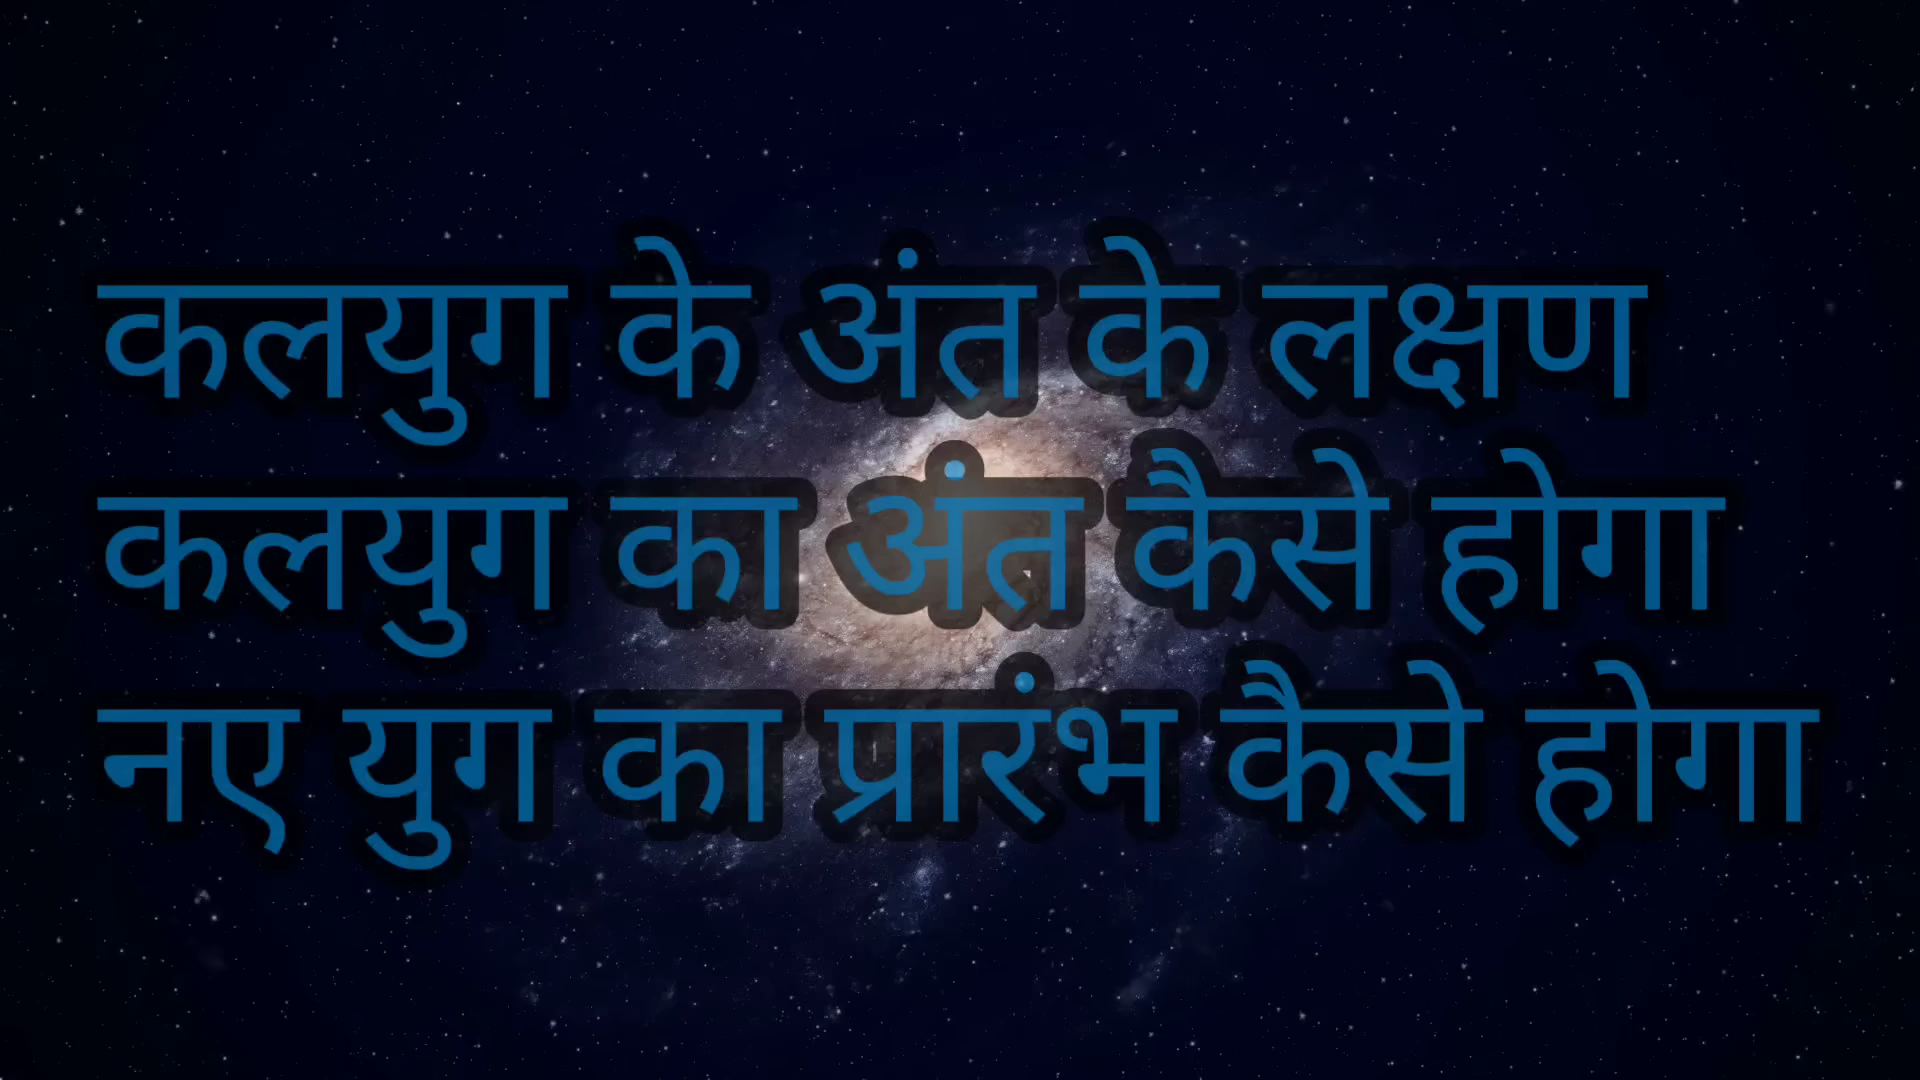 कलयुग के अंत के लक्षण
कलयुग का अंत कैसे होगा
नए युग का प्रारंभ कैसे होगा